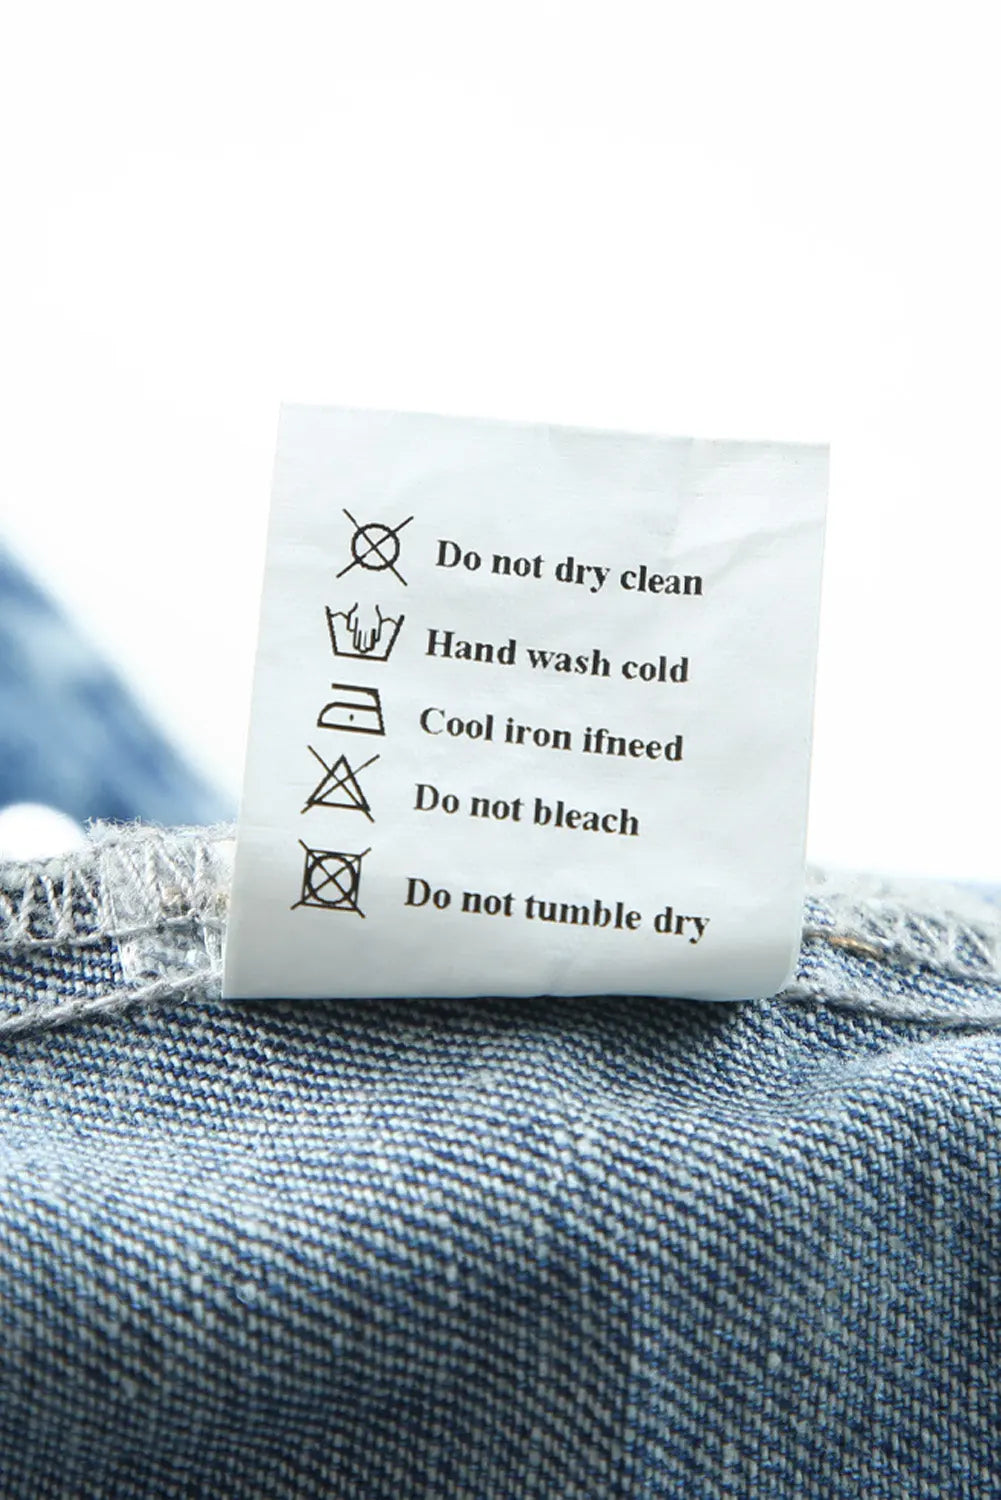 Do not dry clean
Hand wash cold
Cool iron ifneed
Do not bleach
Do not tumble dry